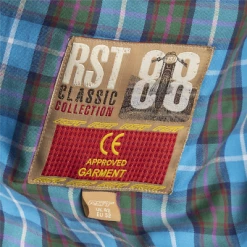 RST 88
CLASSIC
COLLECTION
CE
APPROVED
GARMENT